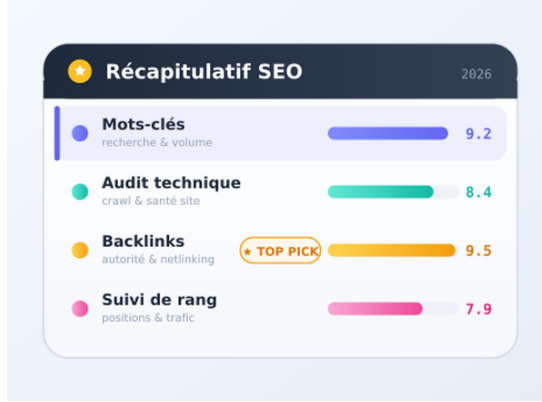 Récapitulatif SEO
2026
Mots-clés
recherche & volume
9.2
Audit technique
crawl & santé site
8.4
Backlinks
autorité & netlinking
★ TOP PICK
9.5
Suivi de rang
positions & trafic
7.9